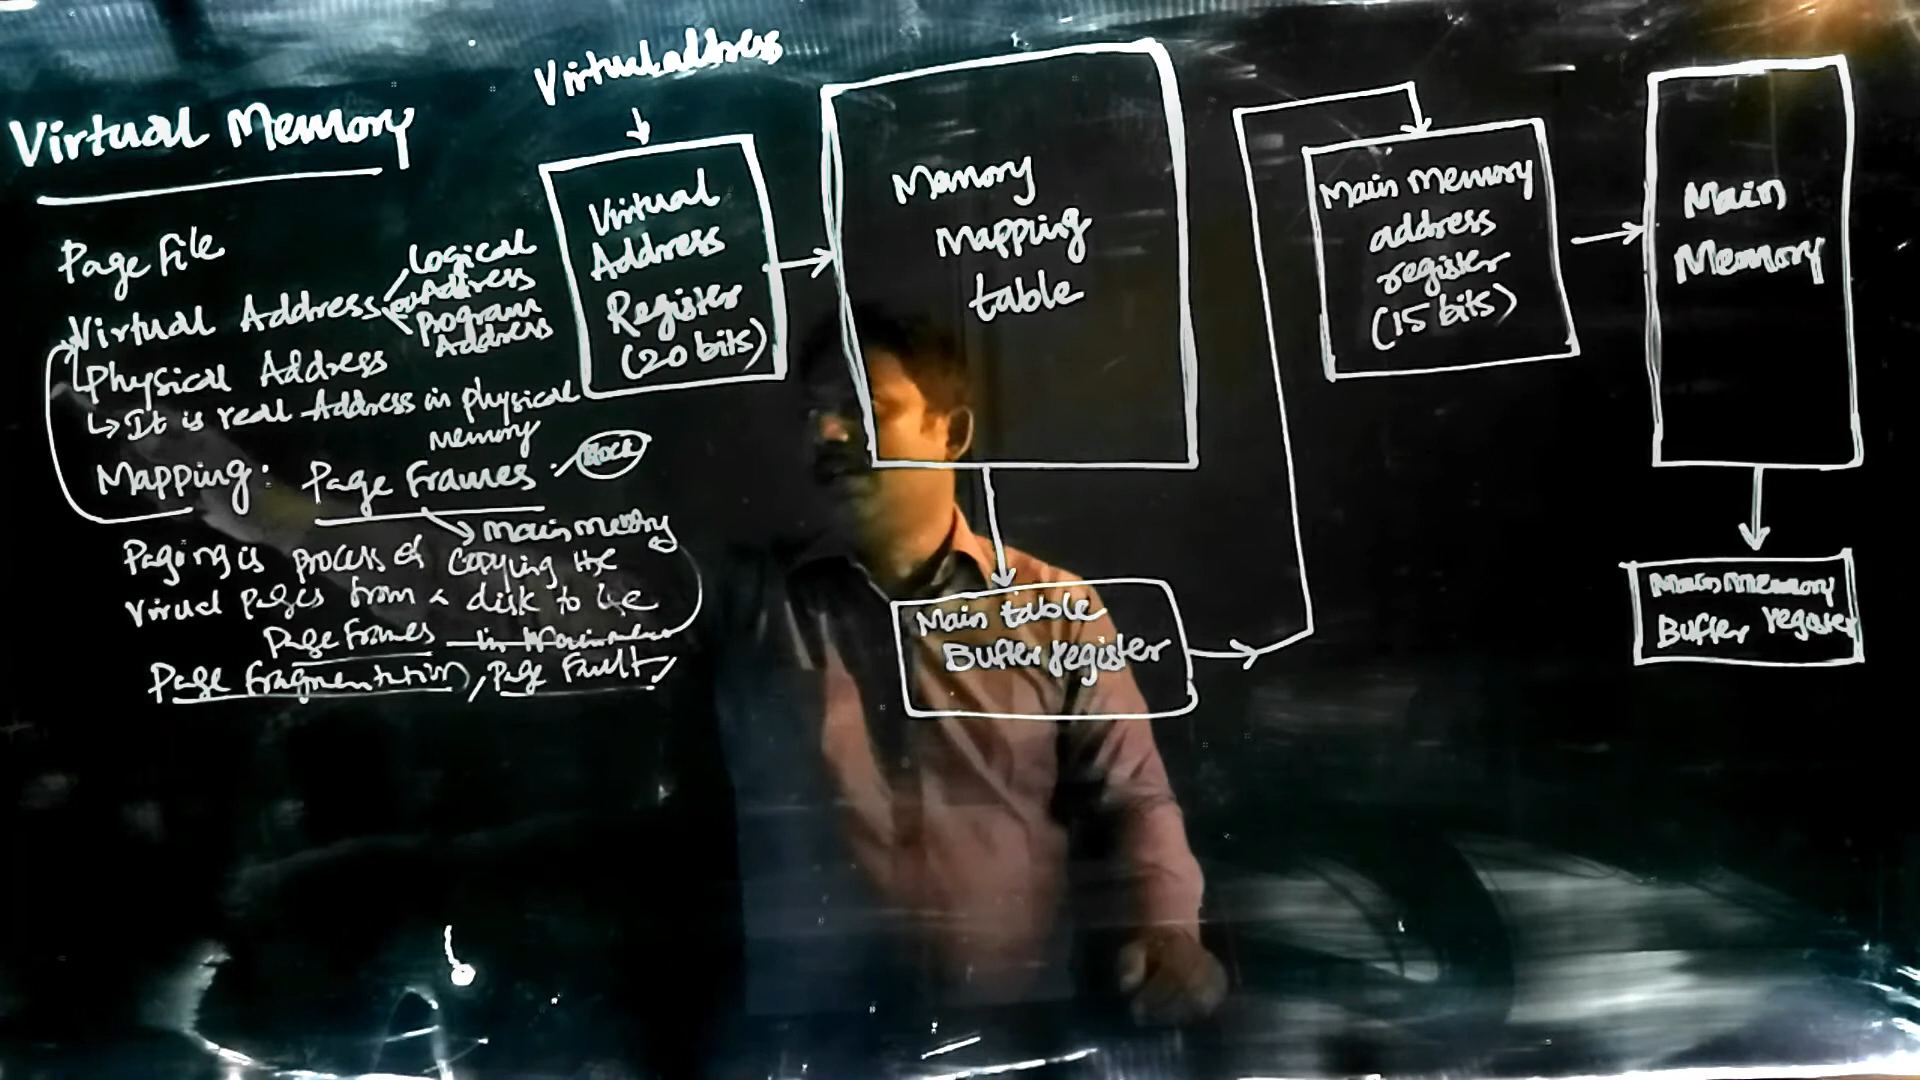 Virtual Memory
Page File
Virtual Address
Logical
Address
Program
Address
Physical Address
↳ It is real Address in physical
Memory
Mapping: Page Frames.
Main memory
Paging is process of copying the
virtual pages from a disk to
Page Frames
Page Fragmentation, Page Fault,
Virtual address
Virtual
Address
Register
(20 bits)
Memory
Mapping
table
Main table
Buffer register
Main Memory
address
register
(15 bits)
Main
Memory
Main Memory
Buffer register